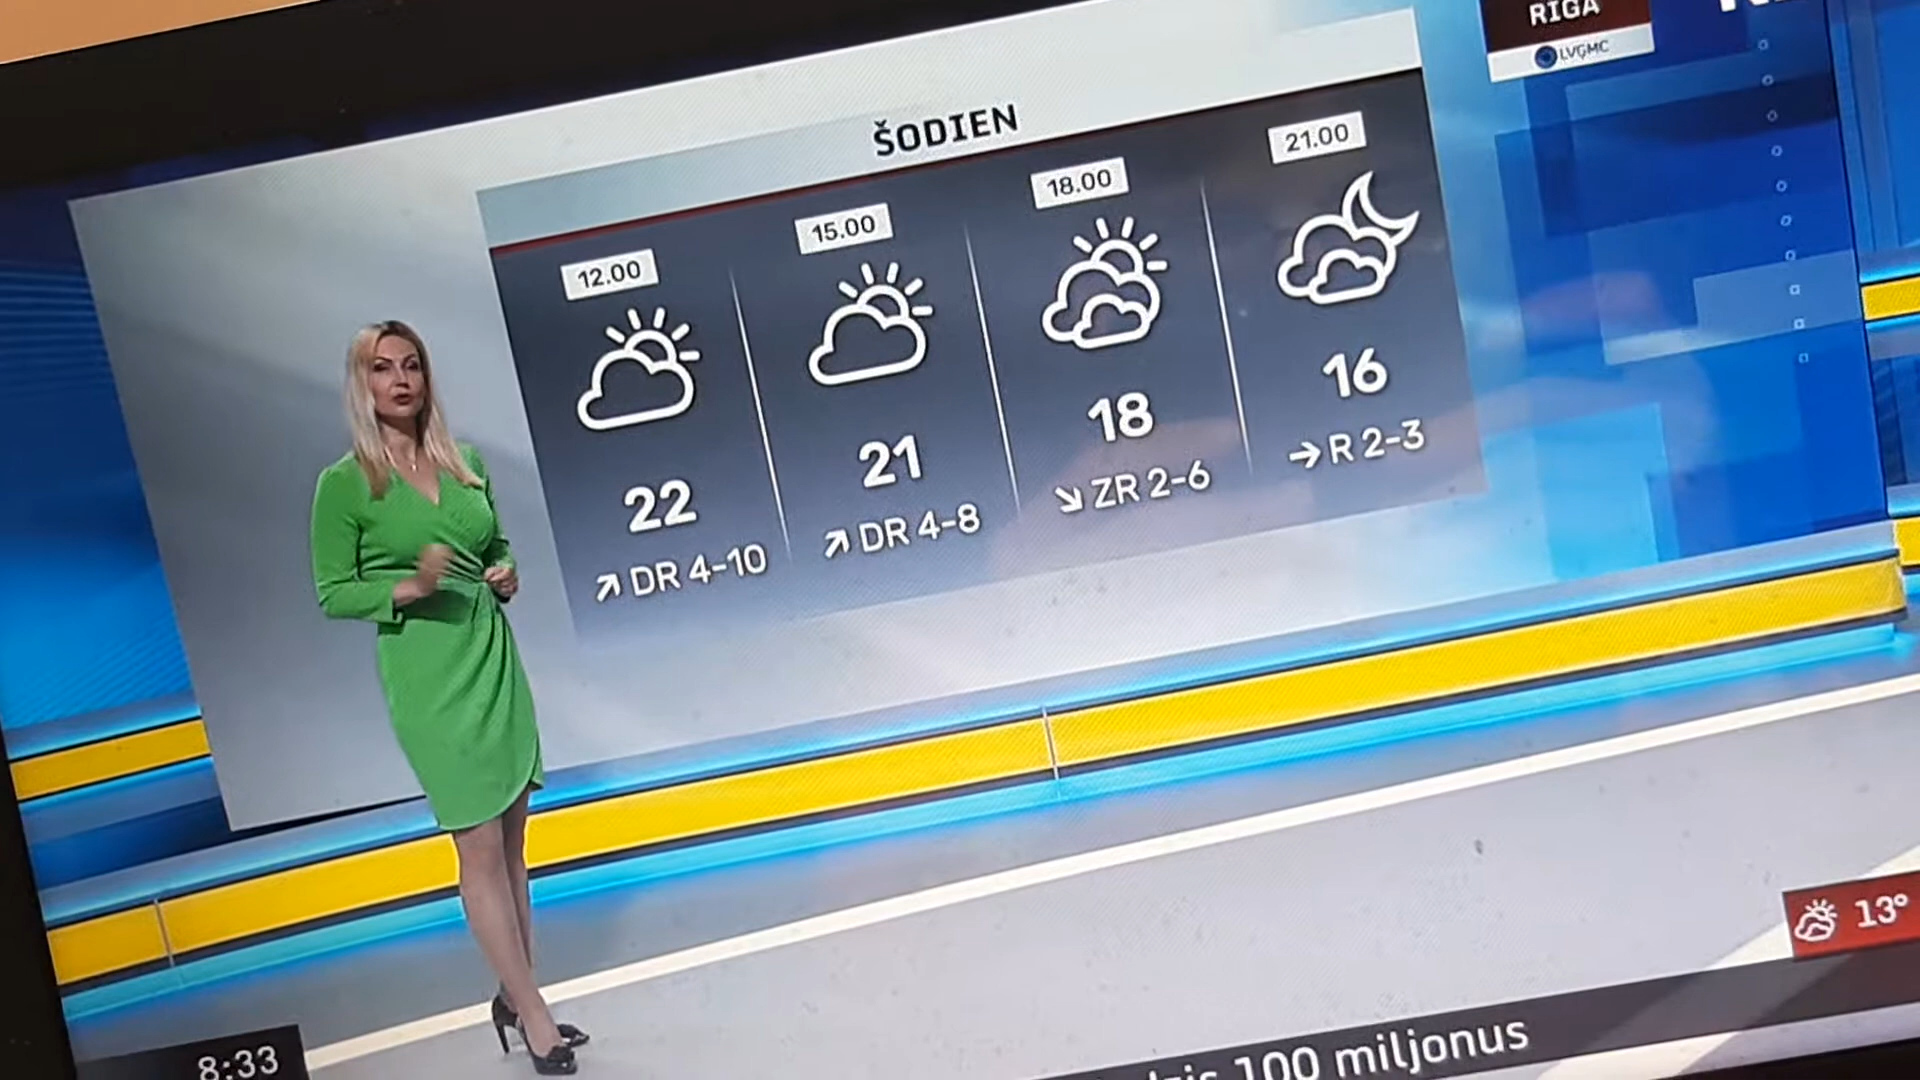 RĪGA
LVĢMC
ŠODIEN
12.00
15.00
18.00
21.00
22
21
18
16
DR 4-10
DR 4-8
ZR 2-6
R 2-3
13°
8:33
100 miljonus